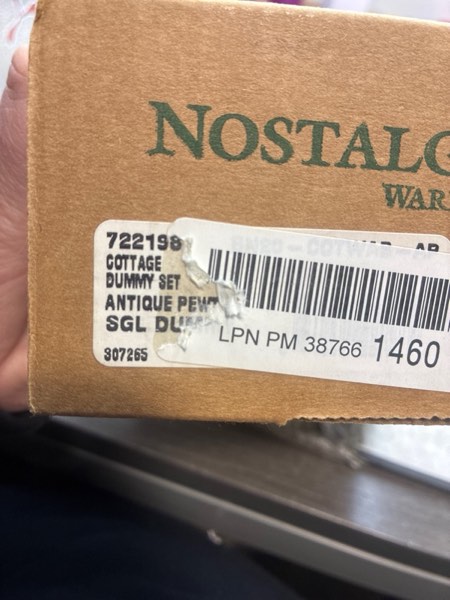 NOSTALG
WAR
722198
COTTAGE
DUMMY SET
ANTIQUE PEWT
SGL DUM
307265
LPN PM 38766 1460